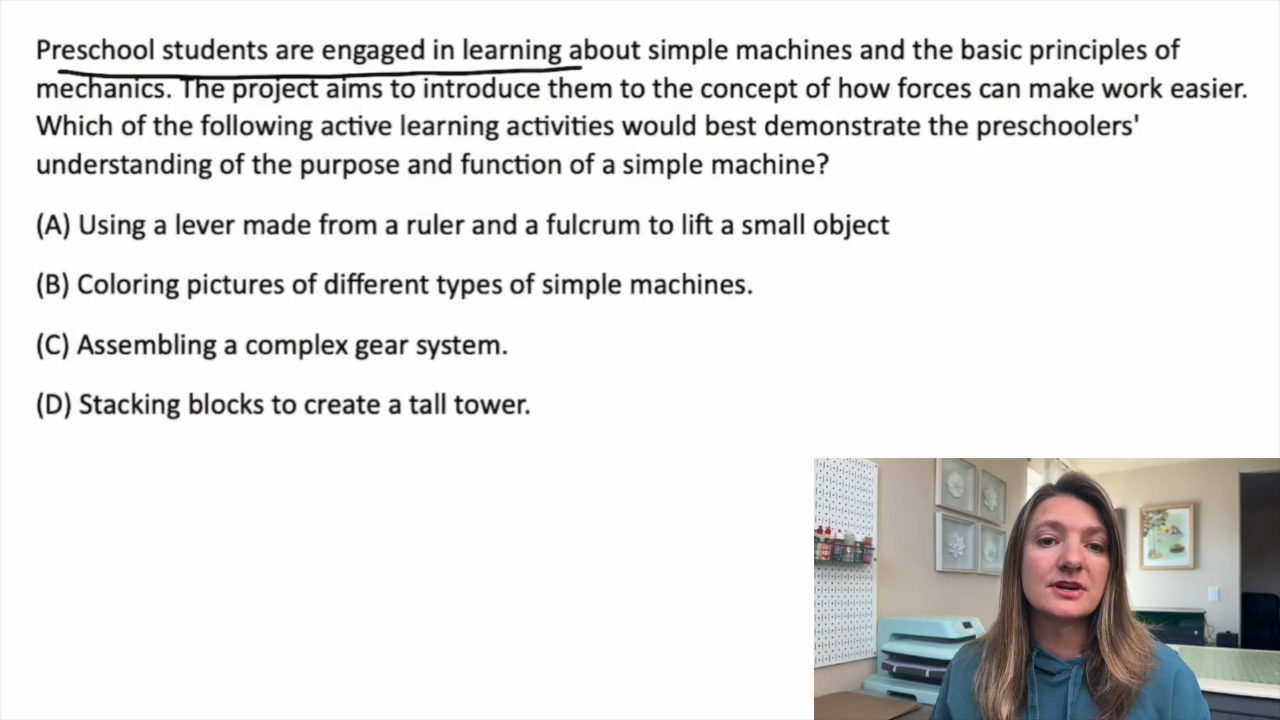 Preschool students are engaged in learning about simple machines and the basic principles of
mechanics. The project aims to introduce them to the concept of how forces can make work easier.
Which of the following active learning activities would best demonstrate the preschoolers'
understanding of the purpose and function of a simple machine?
(A) Using a lever made from a ruler and a fulcrum to lift a small object
(B) Coloring pictures of different types of simple machines.
(C) Assembling a complex gear system.
(D) Stacking blocks to create a tall tower.